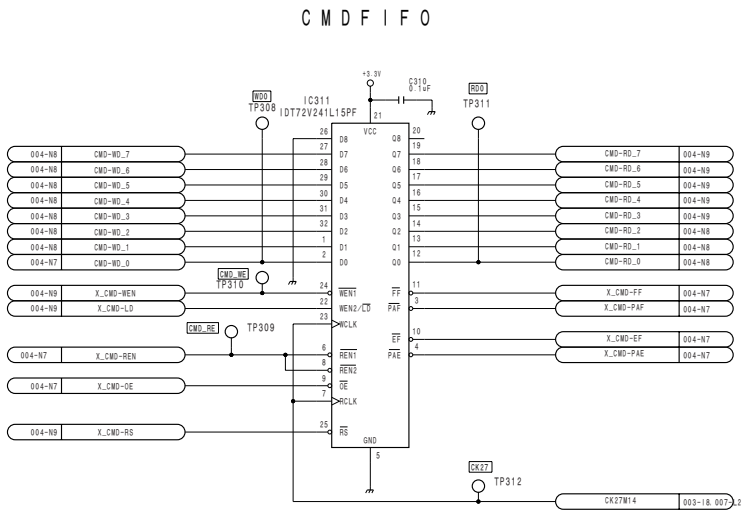 CMDFIFO
+3.3V
C310
0.1uF
WD0
TP308
IC311
IDT72V241L15PF
RD0
TP311
21
VCC
26 D8 Q8 20
27 D7 Q7 19
004-N8 CMD-WD_7 CMD-RD_7 004-N9
28 D6 Q6 18
004-N8 CMD-WD_6 CMD-RD_6 004-N9
29 D5 Q5 17
004-N8 CMD-WD_5 CMD-RD_5 004-N9
30 D4 Q4 16
004-N8 CMD-WD_4 CMD-RD_4 004-N9
31 D3 Q3 15
004-N8 CMD-WD_3 CMD-RD_3 004-N9
32 D2 Q2 14
004-N8 CMD-WD_2 CMD-RD_2 004-N8
1 D1 Q1 13
004-N8 CMD-WD_1 CMD-RD_1 004-N8
2 D0 Q0 12
004-N7 CMD-WD_0 CMD-RD_0 004-N8
CMD_WE
TP310
24 WEN1 FF 11
004-N9 X_CMD-WEN X_CMD-FF 004-N7
22 WEN2/LD PAF 3
004-N9 X_CMD-LD X_CMD-PAF 004-N7
23 WCLK
CMD_RE TP309
EF 10
X_CMD-EF 004-N7
6 REN1 PAE 4
004-N7 X_CMD-REN X_CMD-PAE 004-N7
8 REN2
9 OE
004-N7 X_CMD-OE
7 RCLK
25 RS
004-N9 X_CMD-RS
GND
5
CK27
TP312
CK27M14 003-I8.007-L2